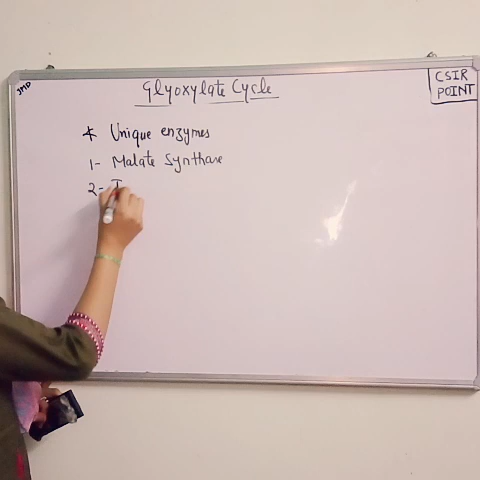 JMD
Glyoxylate Cycle
CSIR
POINT
* Unique enzymes
1- Malate Synthase
2- I